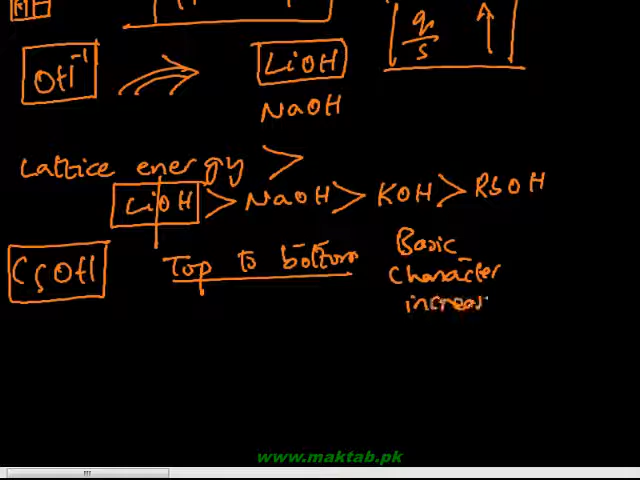 q/s ↑
OH⁻¹ LiOH
NaOH
Lattice energy >
LiOH > NaOH > KOH > RbOH
CsOH Top to bottom Basic
character
increas
www.maktab.pk